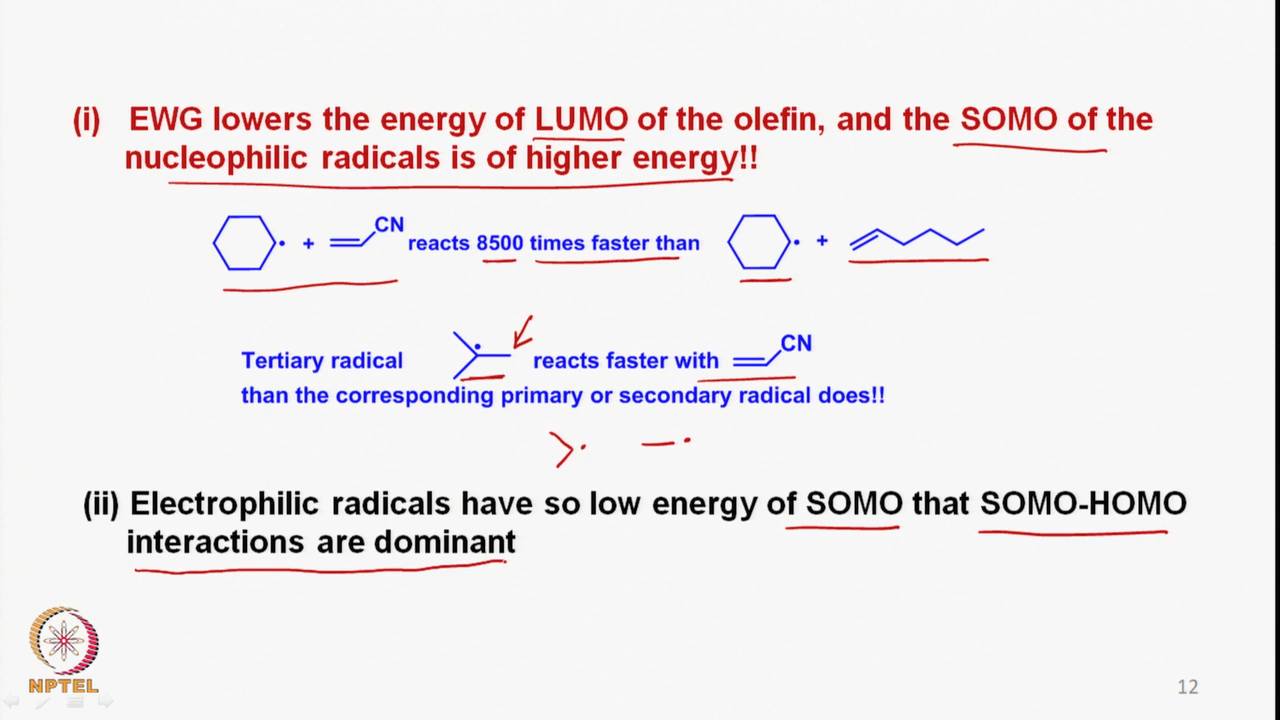 (i) EWG lowers the energy of LUMO of the olefin, and the SOMO of the
nucleophilic radicals is of higher energy!!
+ CN reacts 8500 times faster than +
Tertiary radical reacts faster with CN
than the corresponding primary or secondary radical does!!
(ii) Electrophilic radicals have so low energy of SOMO that SOMO-HOMO
interactions are dominant
NPTEL
12